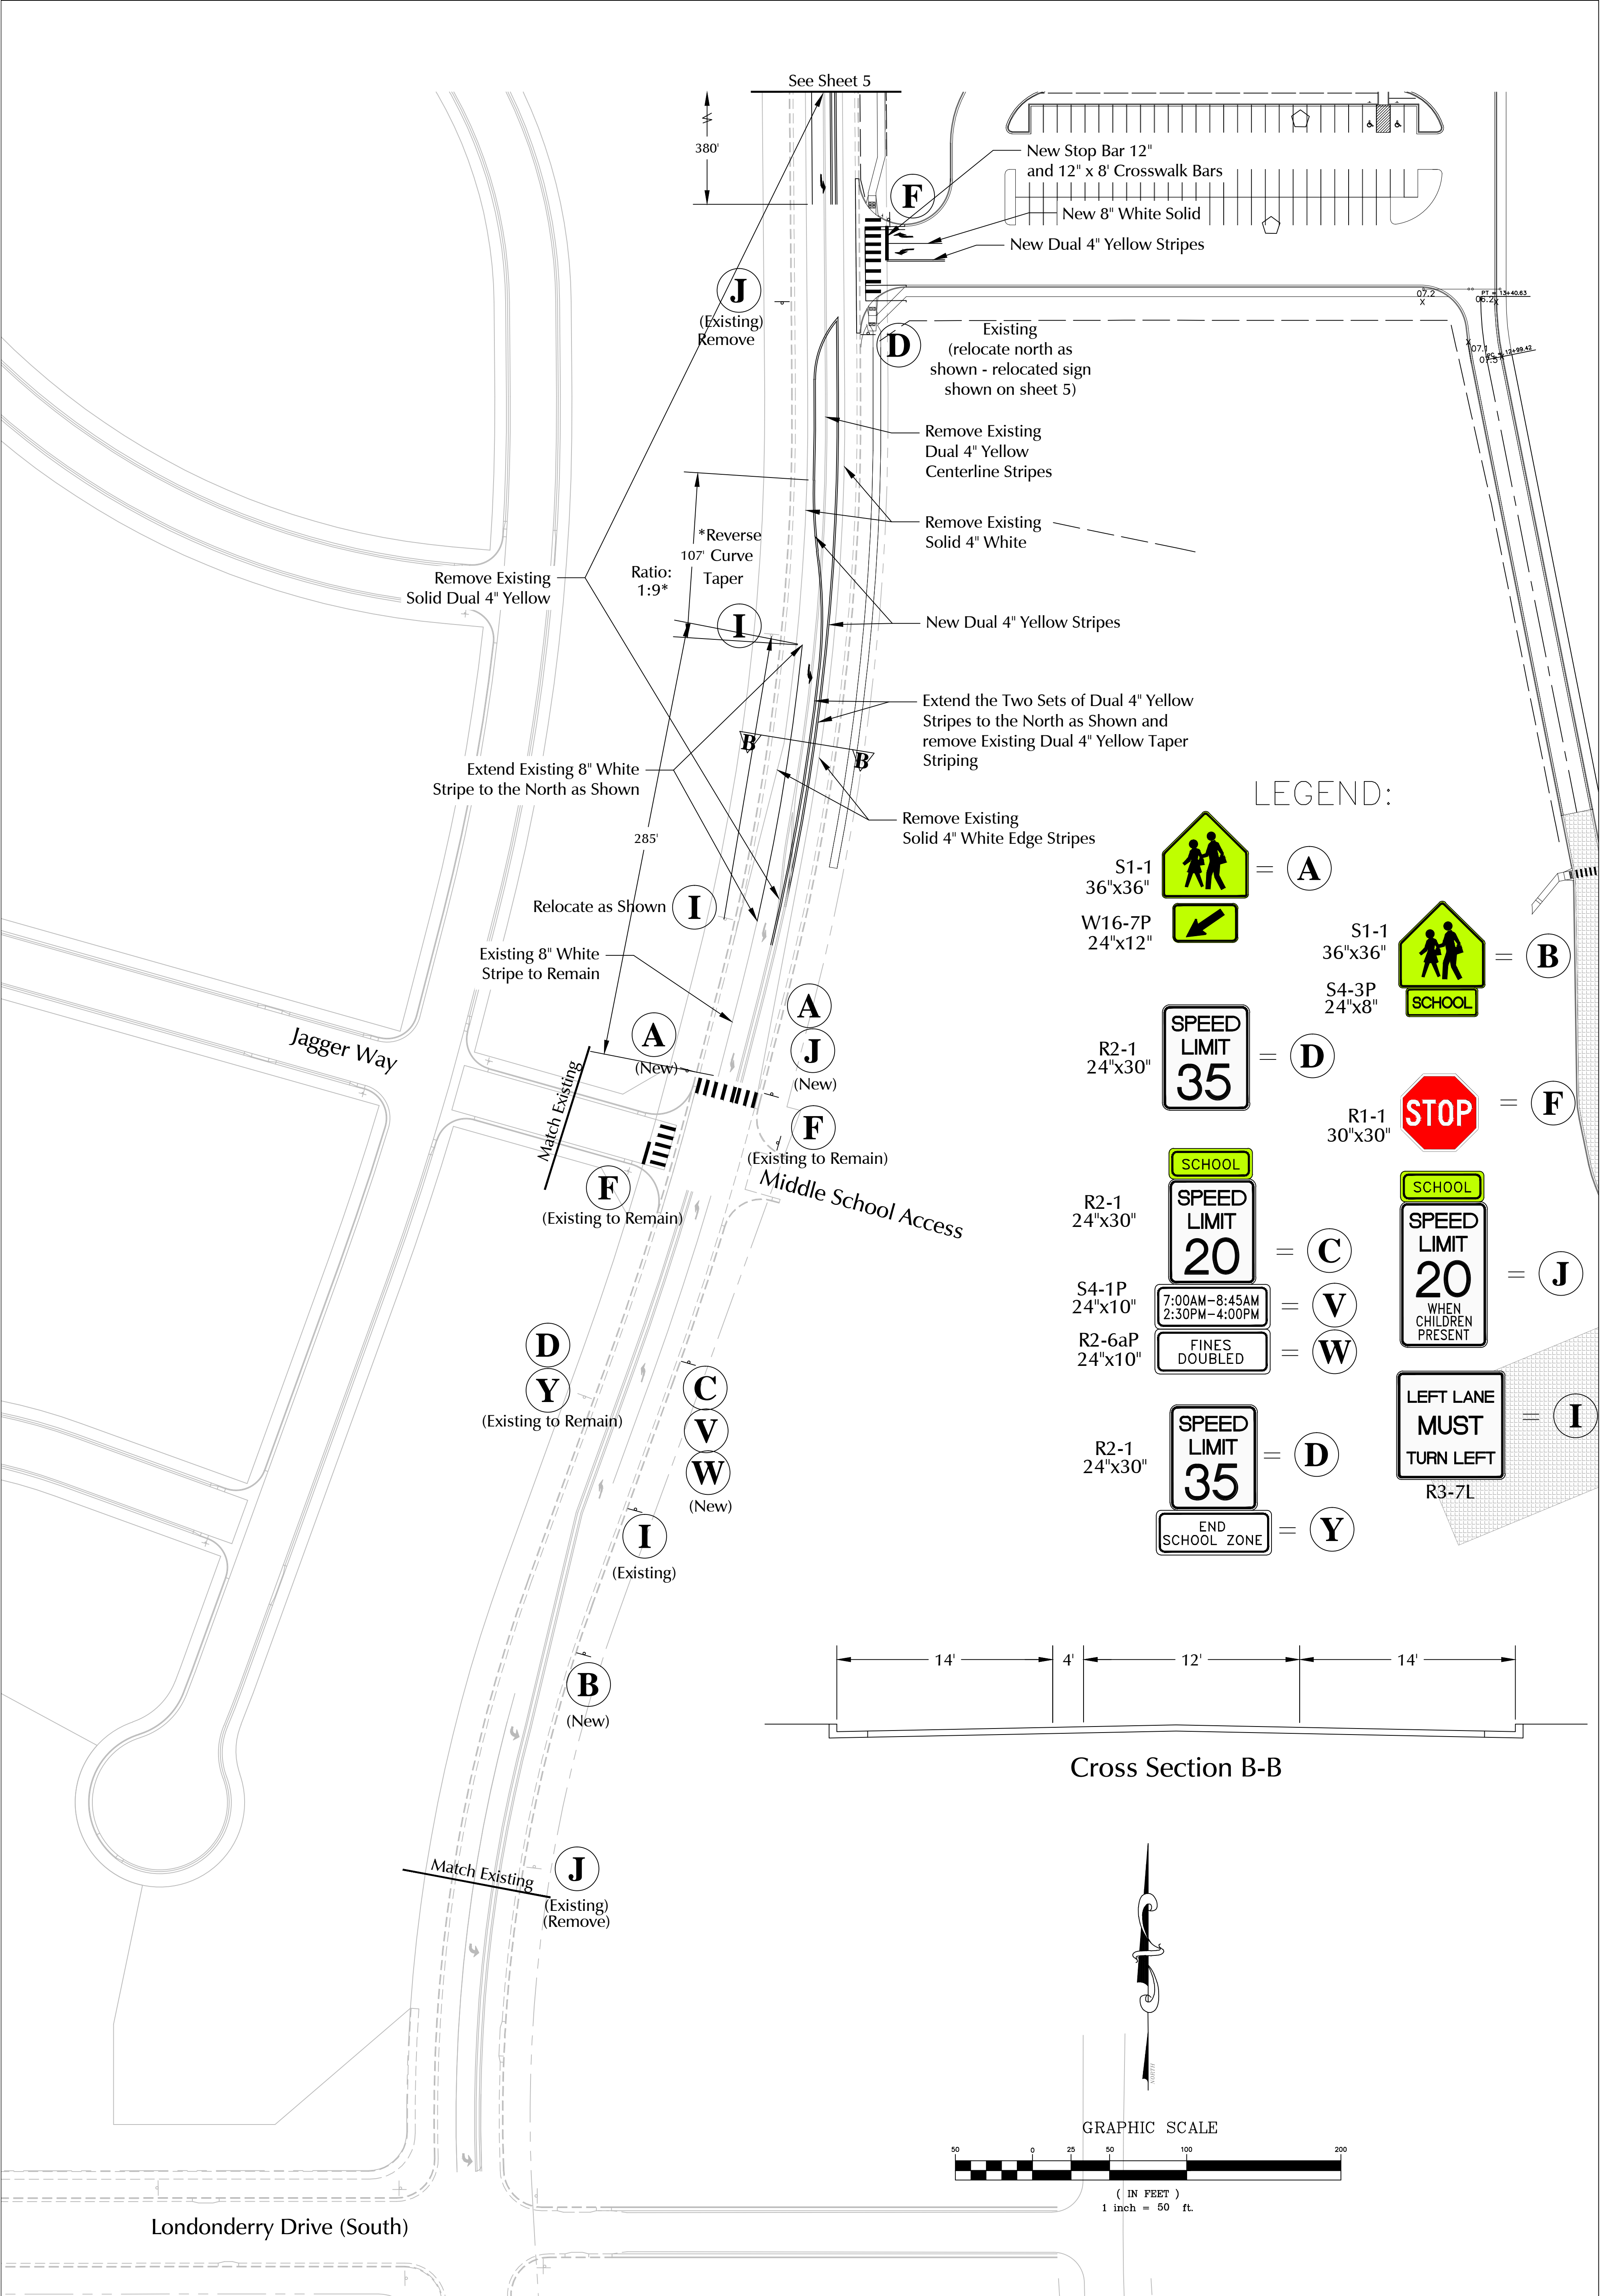 See Sheet 5
380'
New Stop Bar 12"
and 12" x 8' Crosswalk Bars
F
New 8" White Solid
New Dual 4" Yellow Stripes
J
(Existing)
Remove
D
Existing
(relocate north as
shown - relocated sign
shown on sheet 5)
07.2
PT = 13+40.63
06.2
07.1
Remove Existing
Dual 4" Yellow
Centerline Stripes
Remove Existing
Solid 4" White
*Reverse
107' Curve
Taper
Ratio:
1:9*
Remove Existing
Solid Dual 4" Yellow
I
New Dual 4" Yellow Stripes
Extend the Two Sets of Dual 4" Yellow
Stripes to the North as Shown and
remove Existing Dual 4" Yellow Taper
Striping
B
B
Extend Existing 8" White
Stripe to the North as Shown
Remove Existing
Solid 4" White Edge Stripes
285'
Relocate as Shown
I
Existing 8" White
Stripe to Remain
A
J
(New)
A
(New)
Jagger Way
Match Existing
F
(Existing to Remain)
Middle School Access
F
(Existing to Remain)
D
Y
(Existing to Remain)
C
V
W
(New)
I
(Existing)
B
(New)
Match Existing
J
(Existing)
(Remove)
Londonderry Drive (South)
LEGEND:
S1-1
36"x36"
= A
W16-7P
24"x12"
S1-1
36"x36"
= B
S4-3P
24"x8"
SCHOOL
R2-1
24"x30"
SPEED
LIMIT
35
= D
R1-1
30"x30"
STOP
= F
SCHOOL
R2-1
24"x30"
SPEED
LIMIT
20
= C
S4-1P
24"x10"
7:00AM-8:45AM
2:30PM-4:00PM
= V
R2-6aP
24"x10"
FINES
DOUBLED
= W
SCHOOL
SPEED
LIMIT
20
WHEN
CHILDREN
PRESENT
= J
R2-1
24"x30"
SPEED
LIMIT
35
= D
END
SCHOOL ZONE
= Y
LEFT LANE
MUST
TURN LEFT
= I
R3-7L
14'
4'
12'
14'
Cross Section B-B
NORTH
GRAPHIC SCALE
50 0 25 50 100 200
( IN FEET )
1 inch = 50 ft.